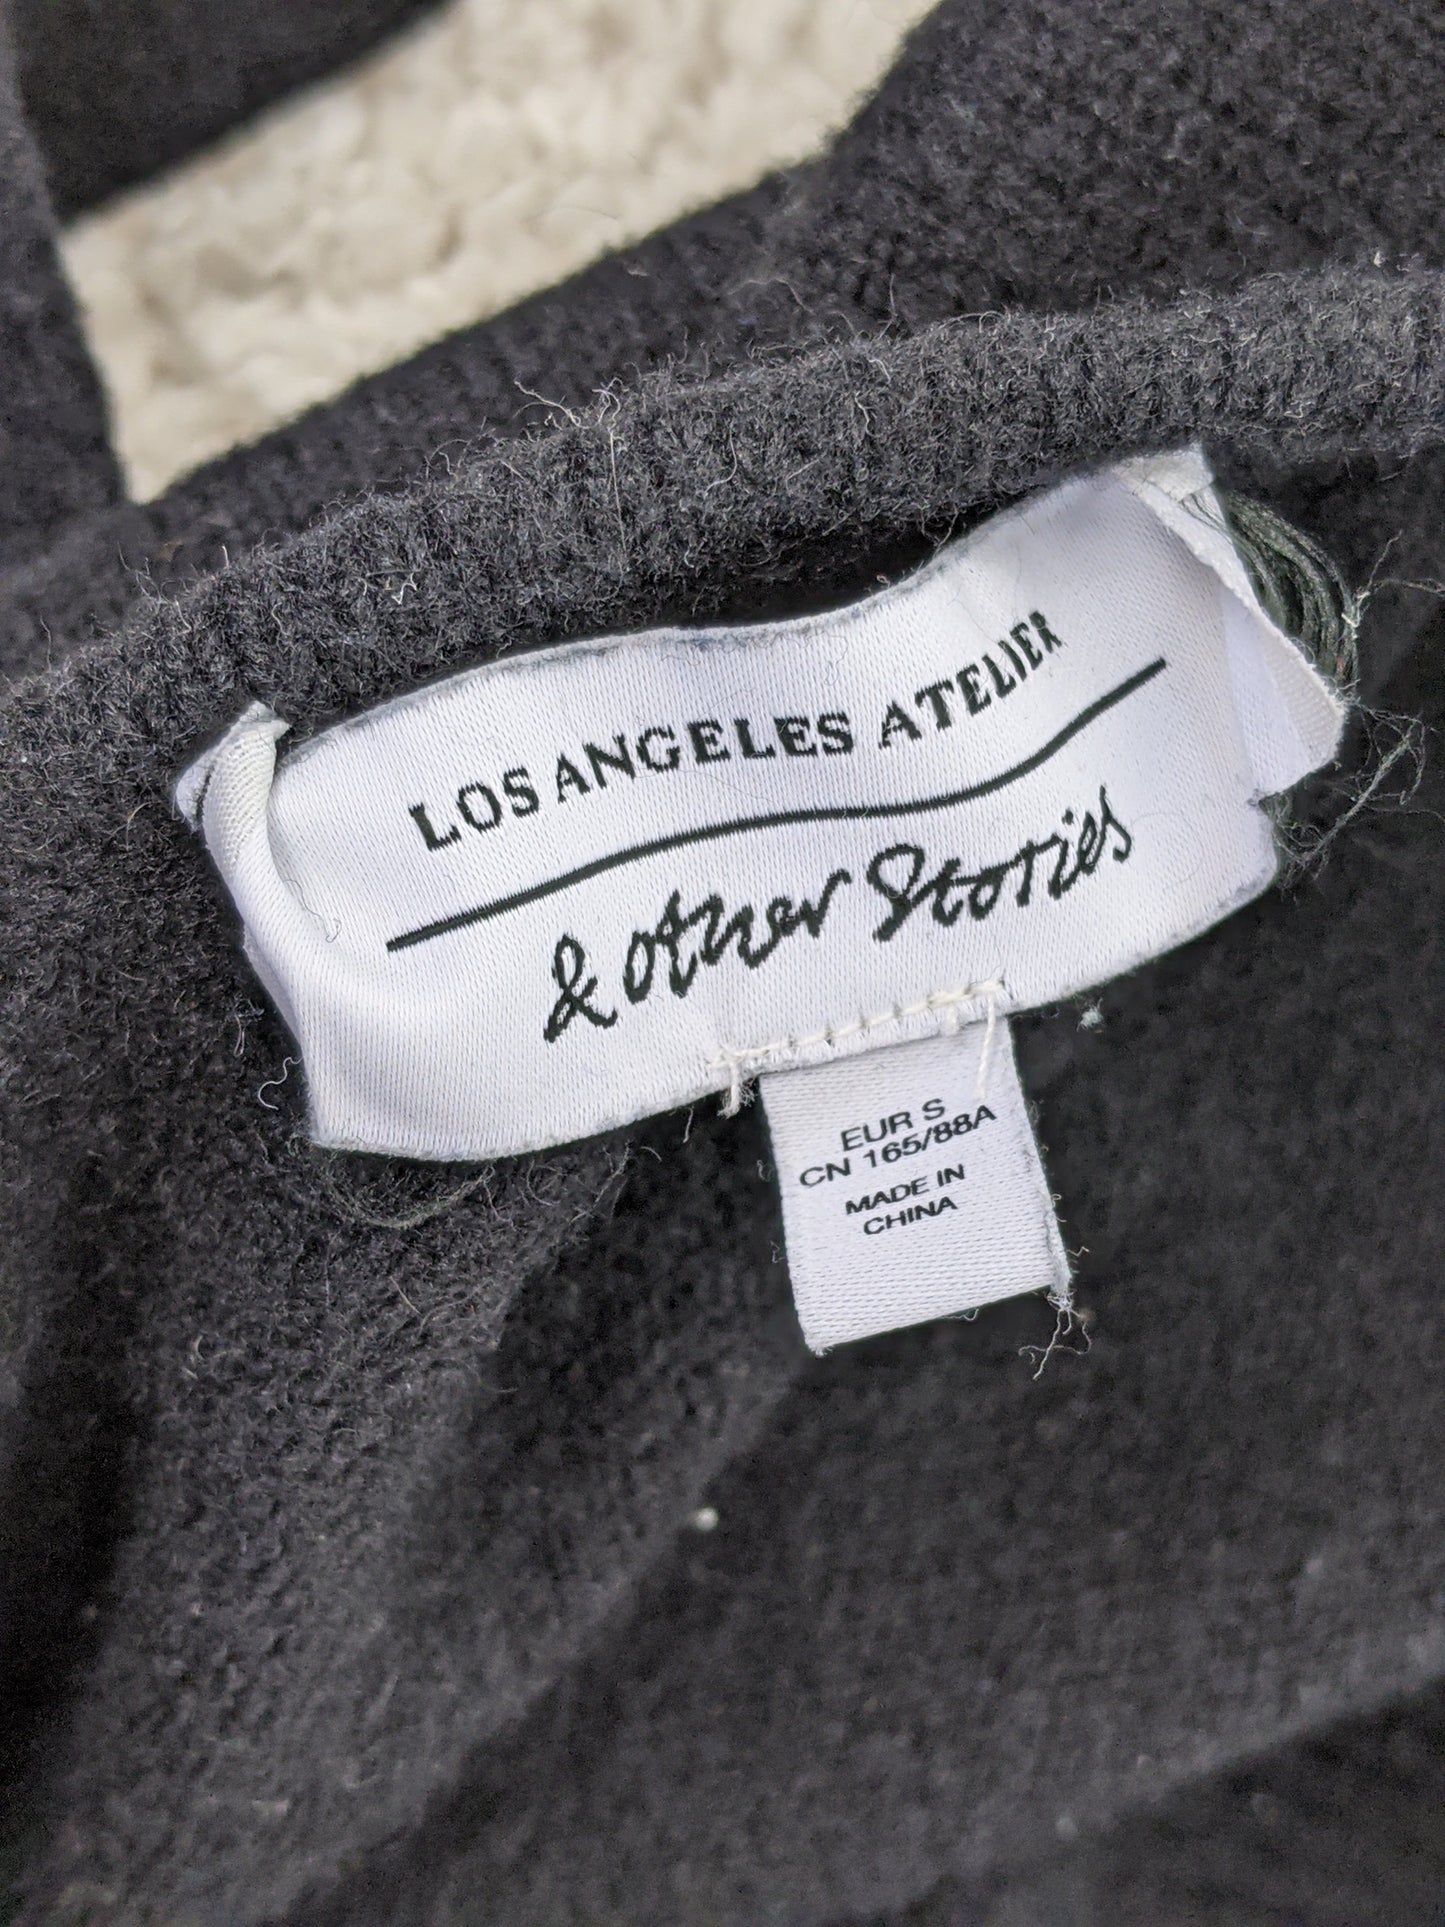 LOS ANGELES ATELIER
& other Stories
EUR S
CN 165/88A
MADE IN
CHINA